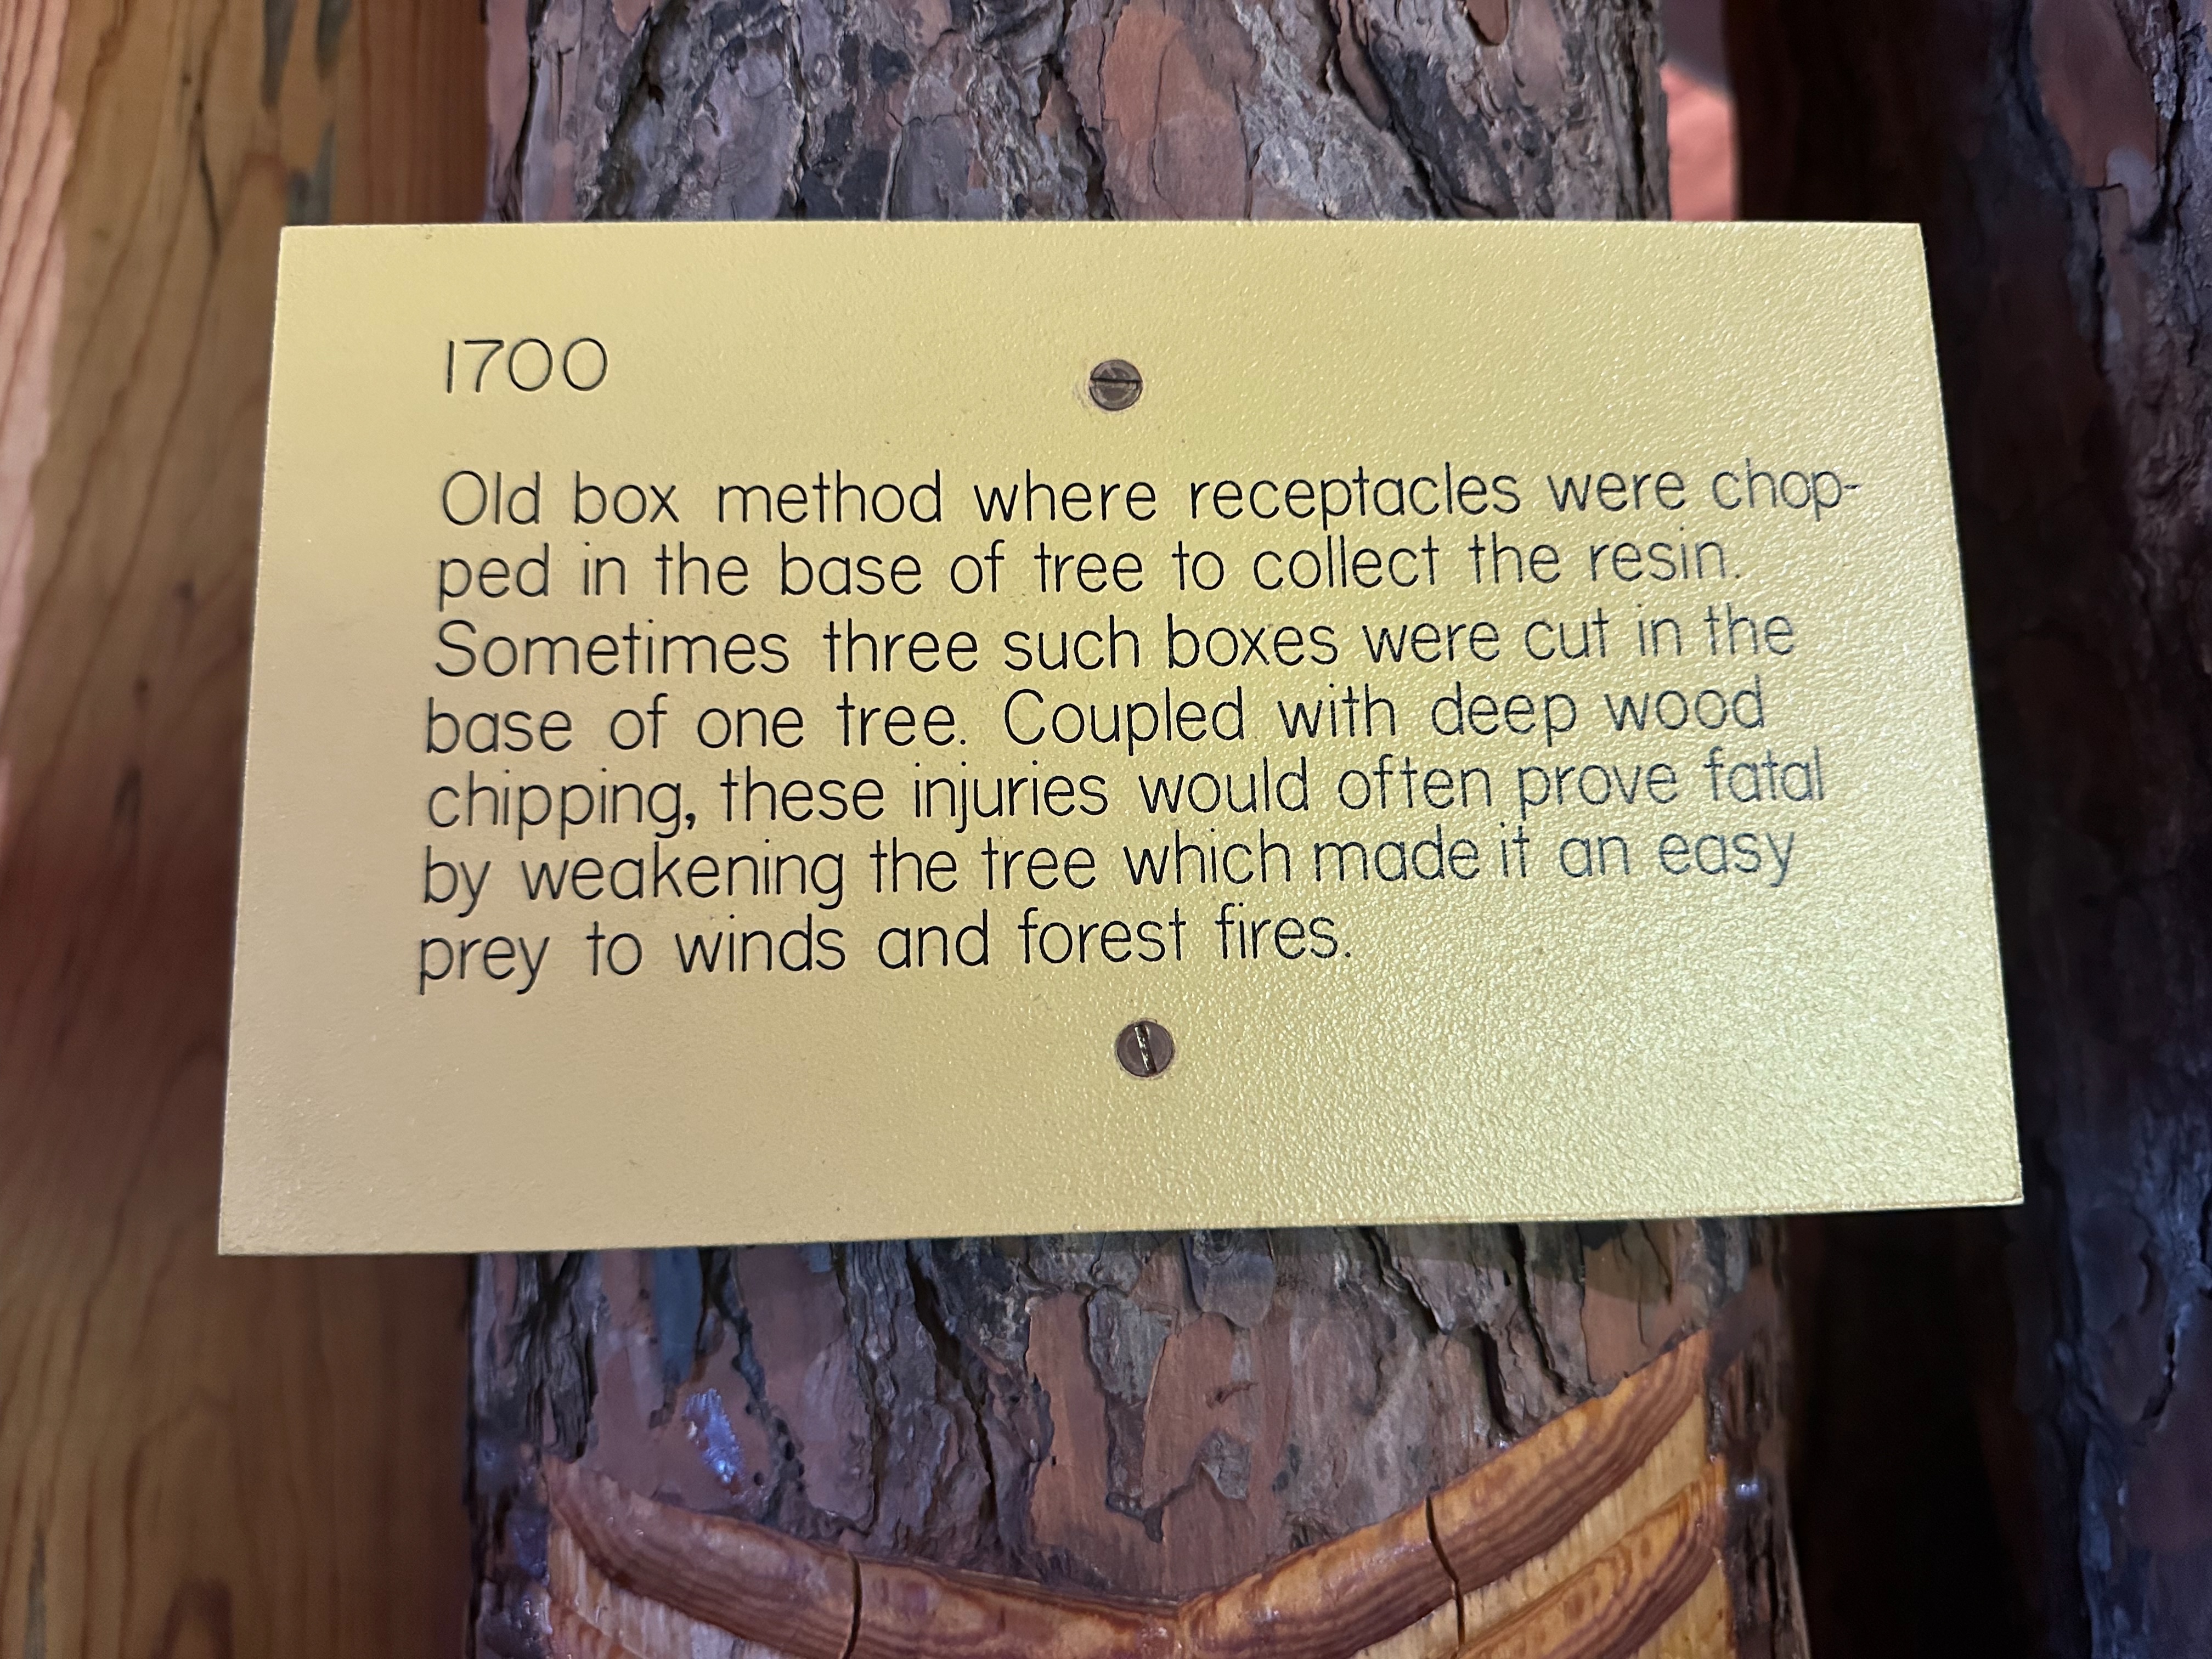 1700
Old box method where receptacles were chop-
ped in the base of tree to collect the resin.
Sometimes three such boxes were cut in the
base of one tree. Coupled with deep wood
chipping, these injuries would often prove fatal
by weakening the tree which made it an easy
prey to winds and forest fires.